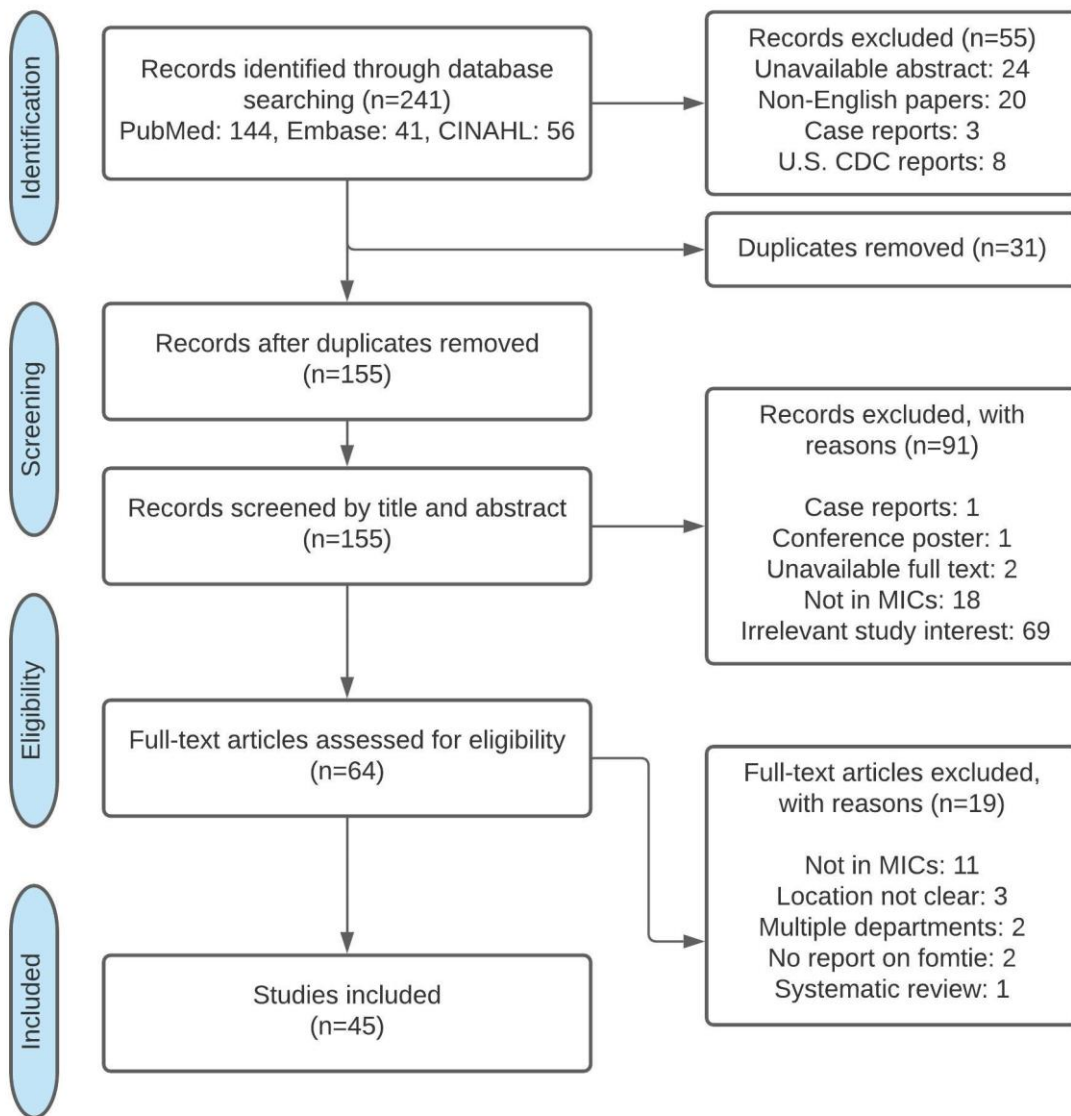 Identification
Records identified through database
searching (n=241)
PubMed: 144, Embase: 41, CINAHL: 56
Records excluded (n=55)
Unavailable abstract: 24
Non-English papers: 20
Case reports: 3
U.S. CDC reports: 8
Duplicates removed (n=31)
Screening
Records after duplicates removed
(n=155)
Records screened by title and abstract
(n=155)
Records excluded, with
reasons (n=91)
Case reports: 1
Conference poster: 1
Unavailable full text: 2
Not in MICs: 18
Irrelevant study interest: 69
Eligibility
Full-text articles assessed for eligibility
(n=64)
Full-text articles excluded,
with reasons (n=19)
Not in MICs: 11
Location not clear: 3
Multiple departments: 2
No report on fomtie: 2
Systematic review: 1
Included
Studies included
(n=45)